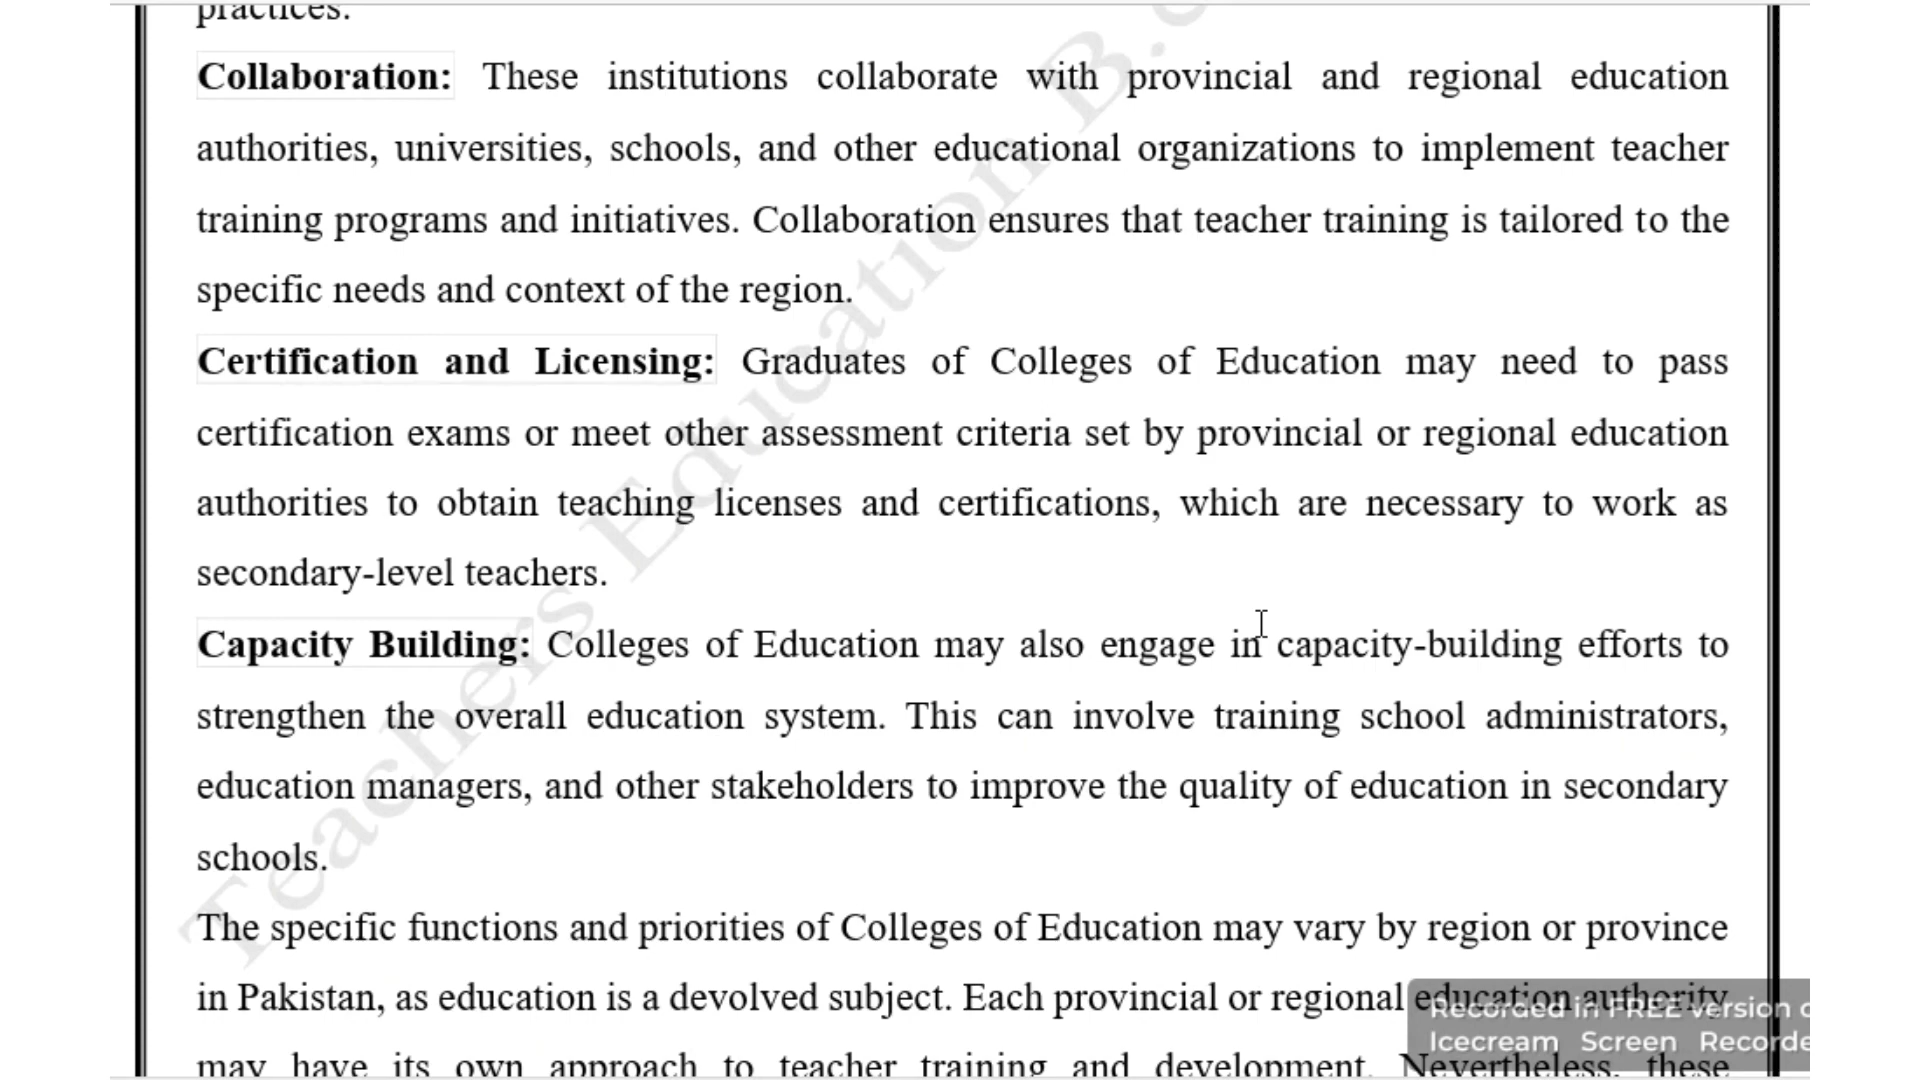 practices.
Collaboration: These institutions collaborate with provincial and regional education
authorities, universities, schools, and other educational organizations to implement teacher
training programs and initiatives. Collaboration ensures that teacher training is tailored to the
specific needs and context of the region.
Certification and Licensing: Graduates of Colleges of Education may need to pass
certification exams or meet other assessment criteria set by provincial or regional education
authorities to obtain teaching licenses and certifications, which are necessary to work as
secondary-level teachers.
Capacity Building: Colleges of Education may also engage in capacity-building efforts to
strengthen the overall education system. This can involve training school administrators,
education managers, and other stakeholders to improve the quality of education in secondary
schools.
The specific functions and priorities of Colleges of Education may vary by region or province
in Pakistan, as education is a devolved subject. Each provincial or regional education authority
may have its own approach to teacher training and development. Nevertheless, these
Teachers Education B.
Recorded in FREE version
Icecream Screen